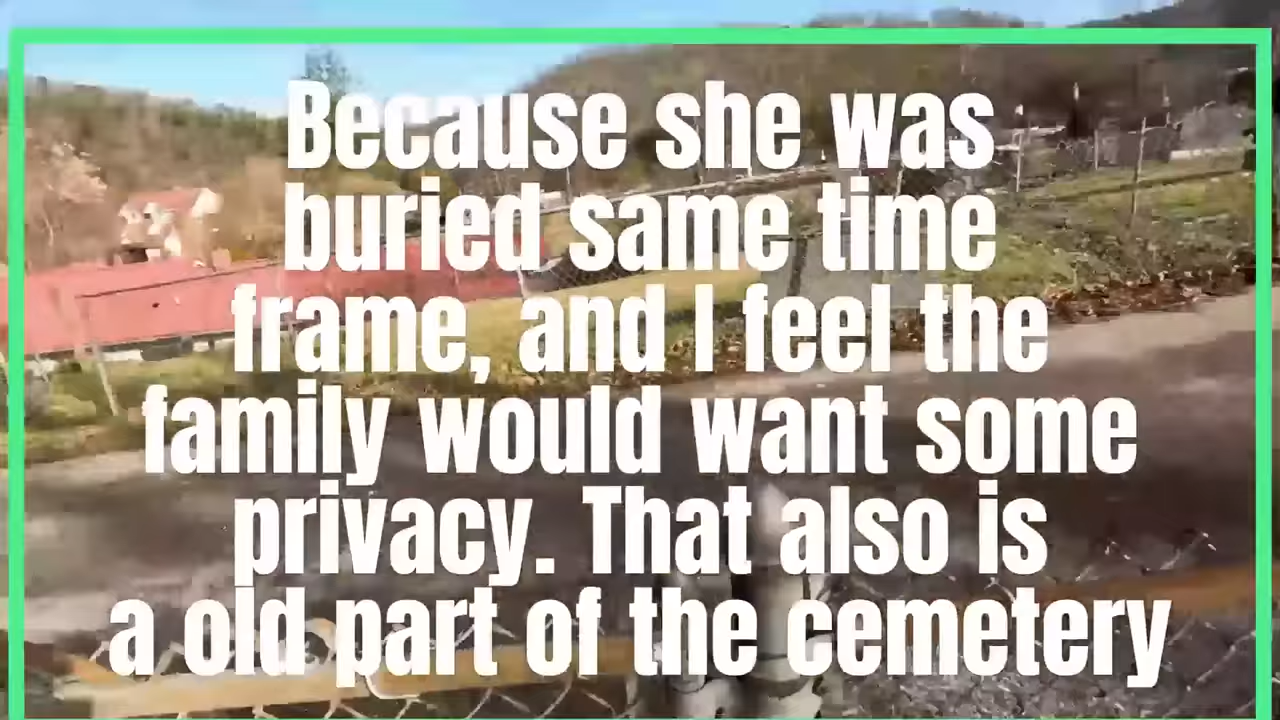 Because she was
buried same time
frame, and I feel the
family would want some
privacy. That also is
a old part of the cemetery